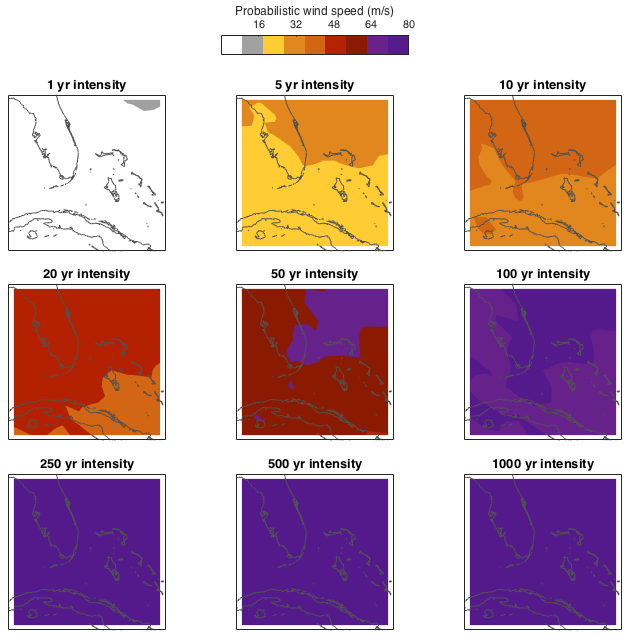 Probabilistic wind speed (m/s)
16 32 48 64 80
1 yr intensity 5 yr intensity 10 yr intensity
20 yr intensity 50 yr intensity 100 yr intensity
250 yr intensity 500 yr intensity 1000 yr intensity